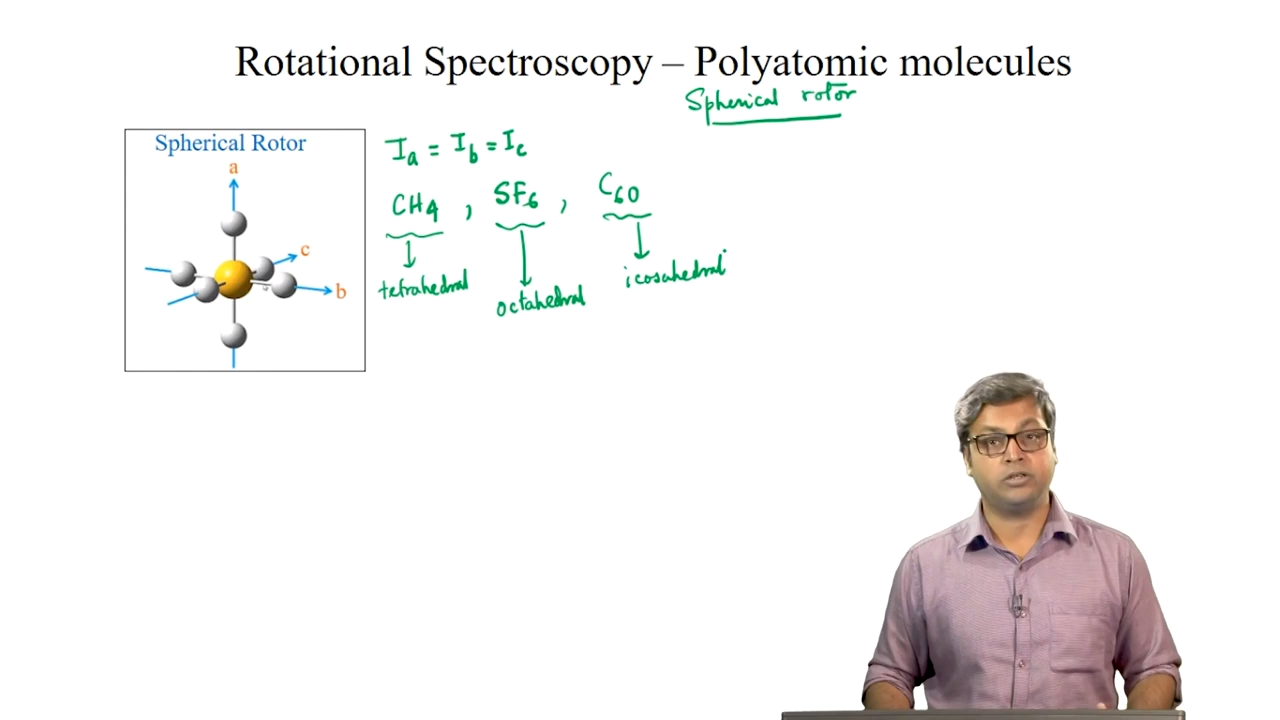 Rotational Spectroscopy – Polyatomic molecules
Spherical rotor
Spherical Rotor
a
c
b
Ia = Ib = Ic
CH4 , SF6 , C60
tetrahedral
octahedral
icosahedral